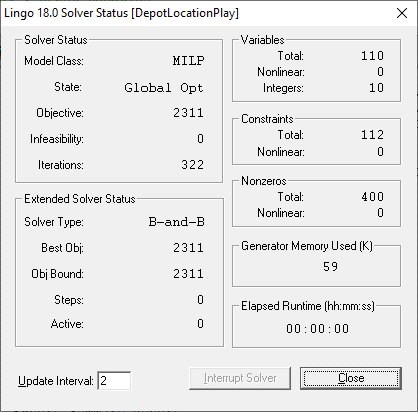 Lingo 18.0 Solver Status [DepotLocationPlay]
Solver Status
Model Class: MILP
State: Global Opt
Objective: 2311
Infeasibility: 0
Iterations: 322
Extended Solver Status
Solver Type: B-and-B
Best Obj: 2311
Obj Bound: 2311
Steps: 0
Active: 0
Variables
Total: 110
Nonlinear: 0
Integers: 10
Constraints
Total: 112
Nonlinear: 0
Nonzeros
Total: 400
Nonlinear: 0
Generator Memory Used (K)
59
Elapsed Runtime (hh:mm:ss)
00:00:00
Update Interval: 2
Interrupt Solver
Close